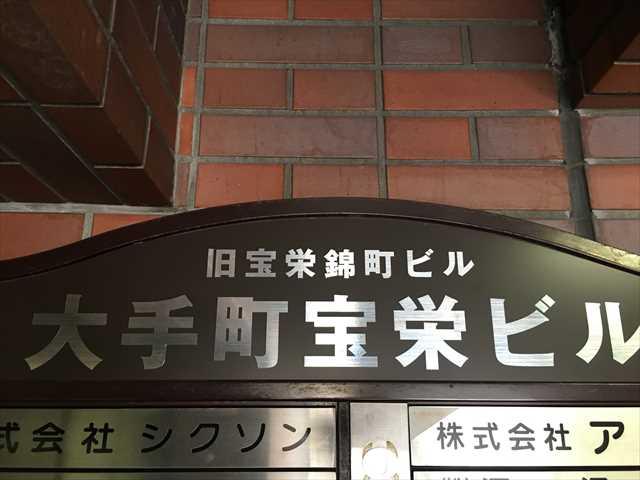 旧宝栄錦町ビル
大手町宝栄ビル
式会社 シクソン
株式会社 ア